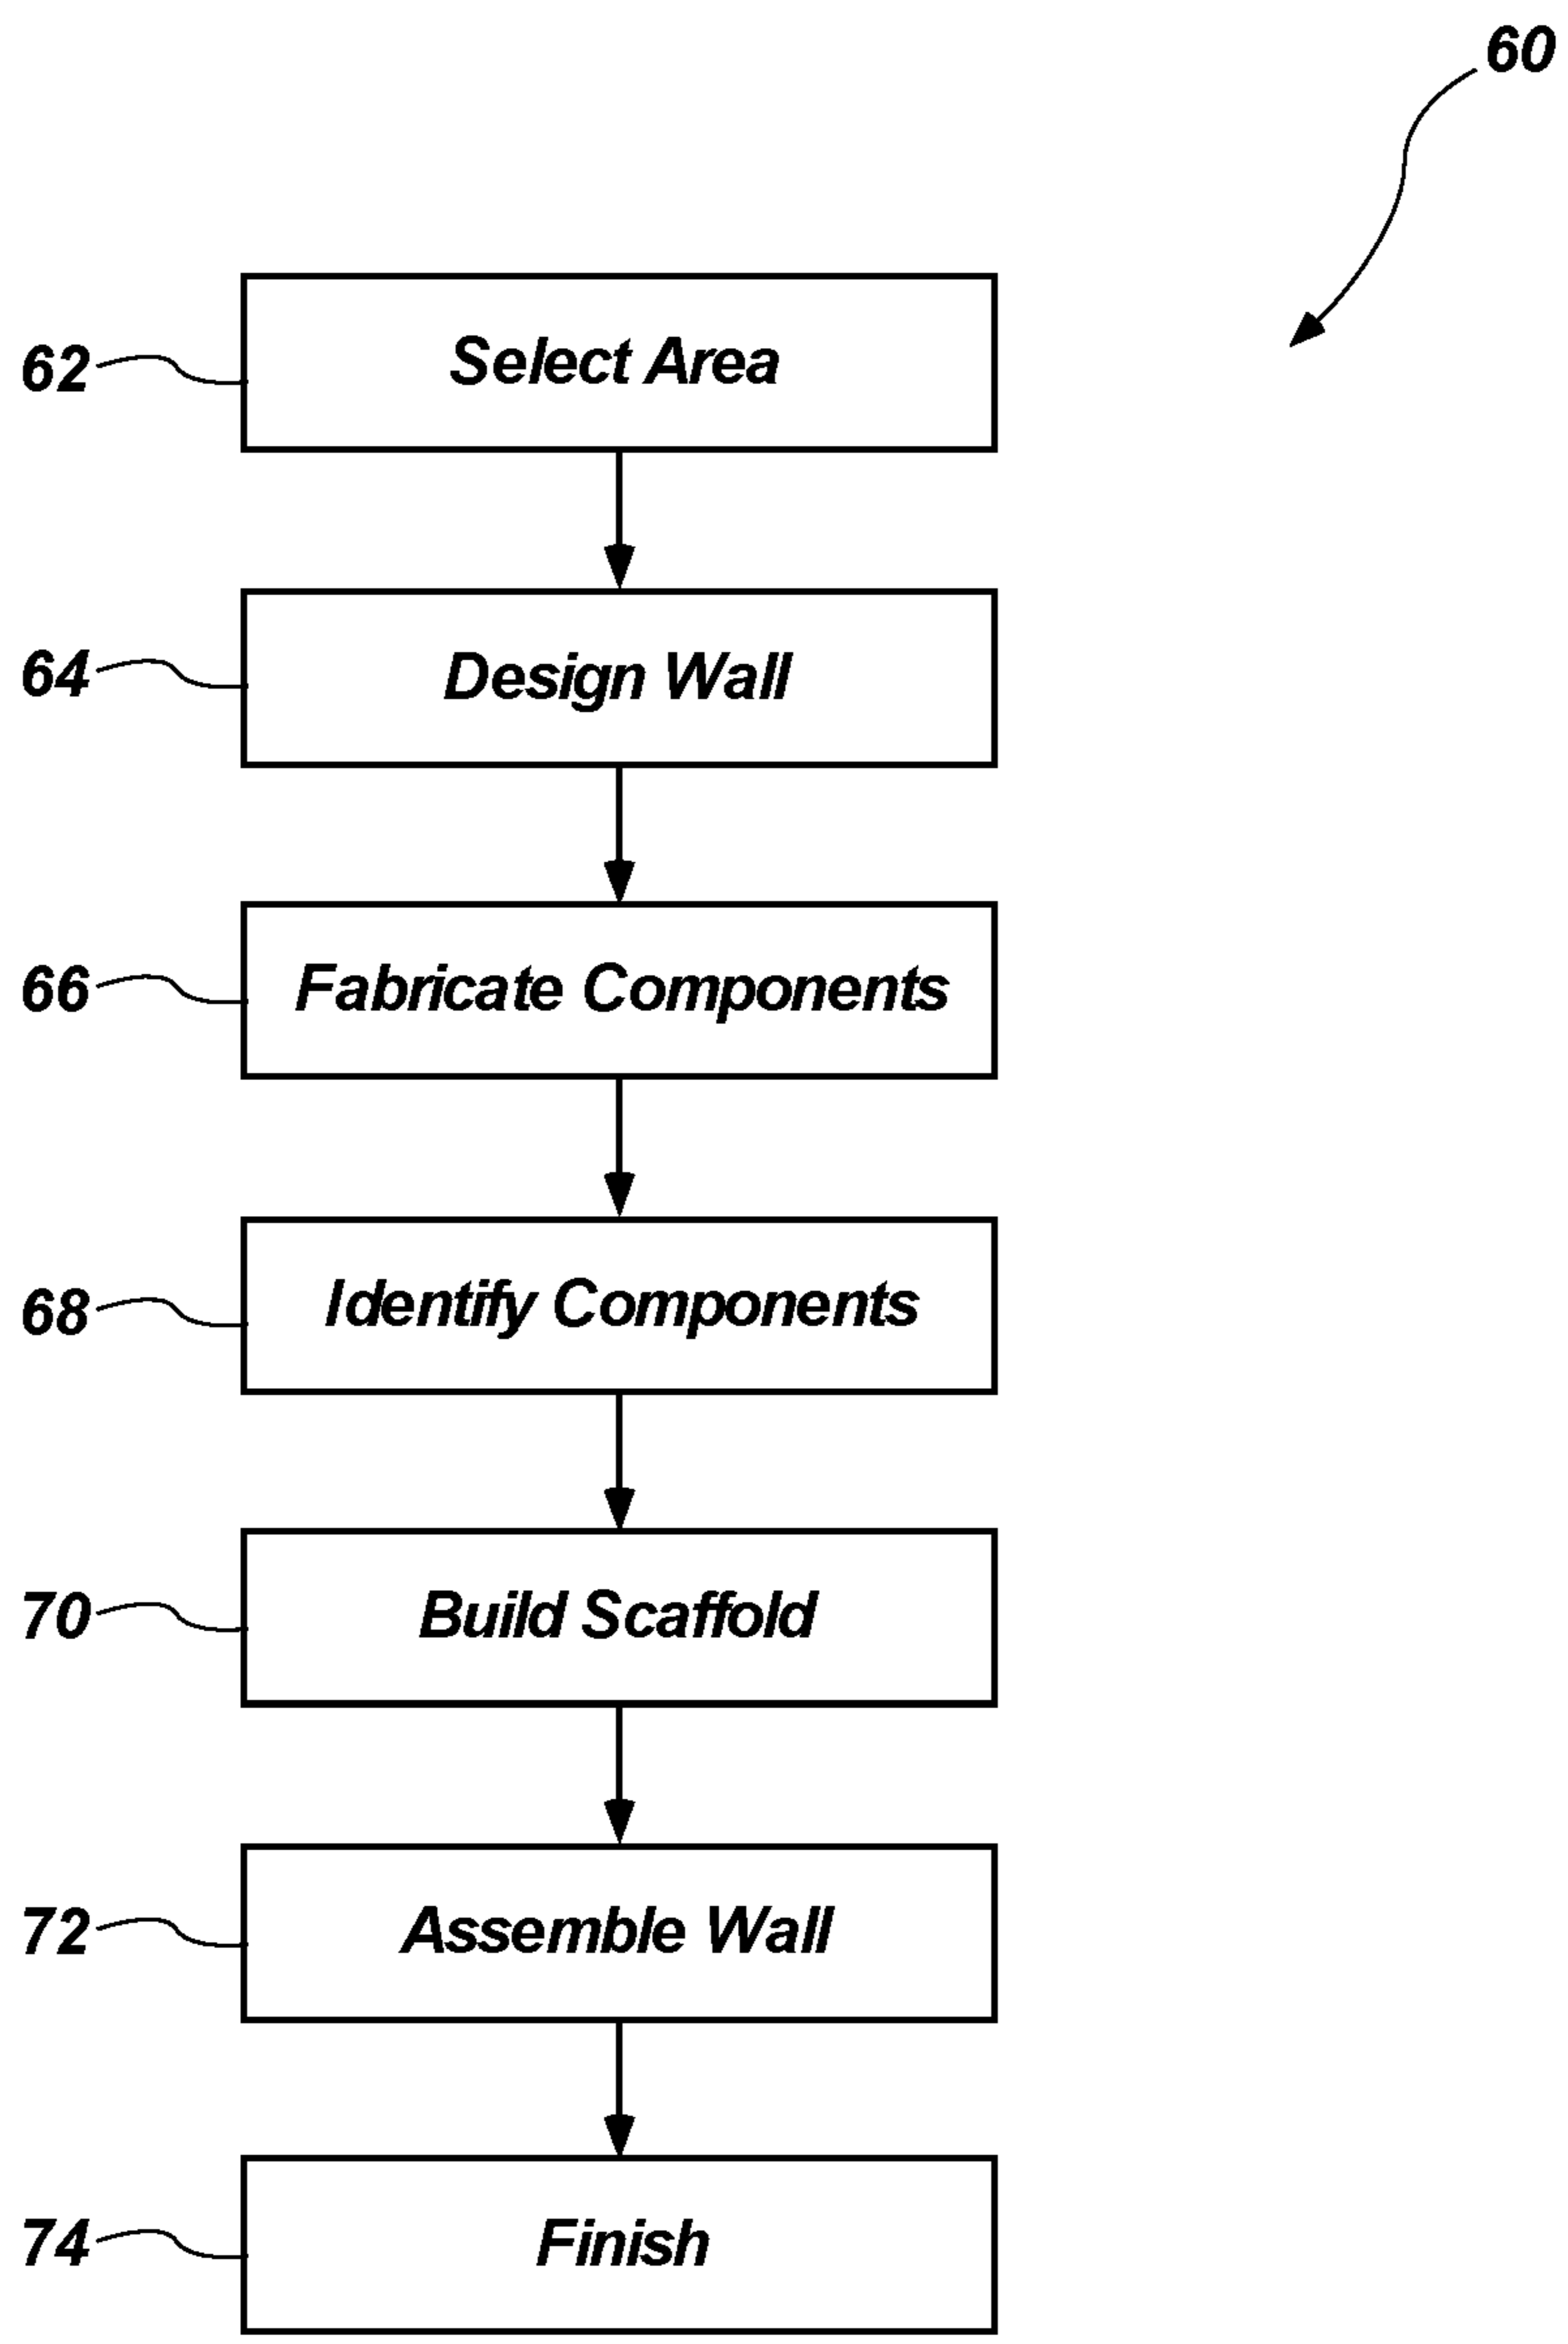 60
62
Select Area
64
Design Wall
66
Fabricate Components
68
Identify Components
70
Build Scaffold
72
Assemble Wall
74
Finish